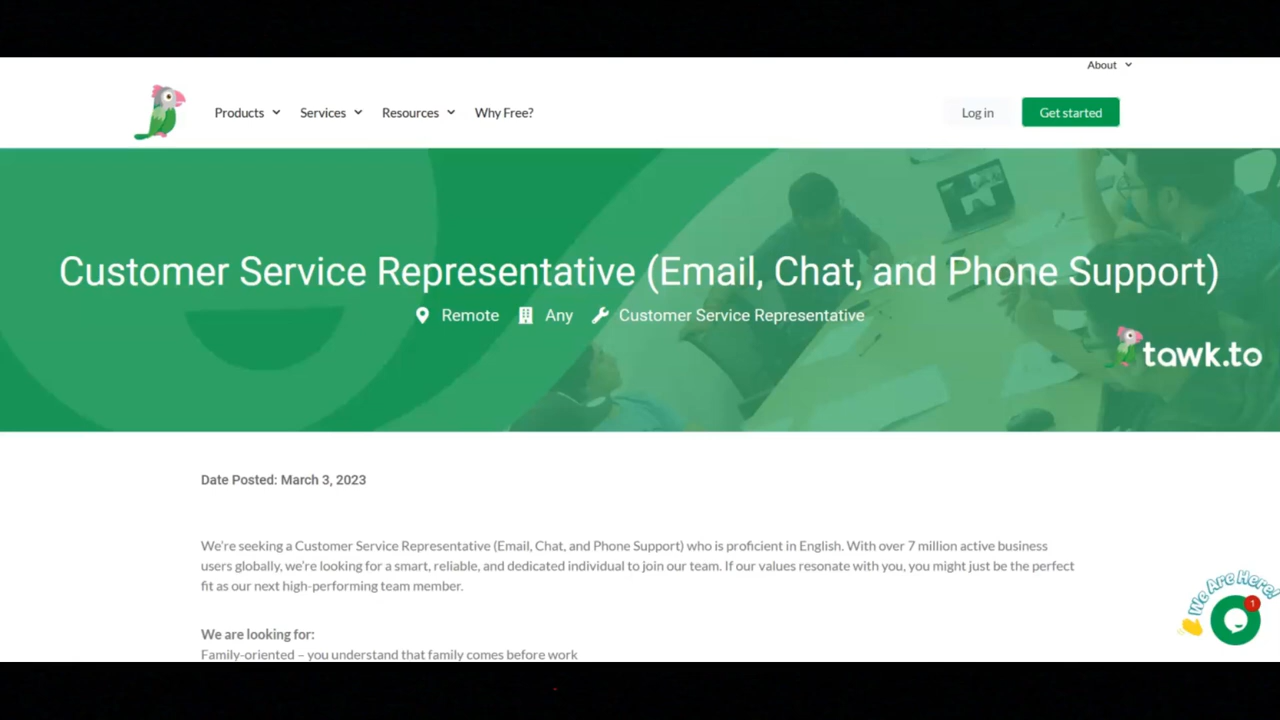 About
Products Services Resources Why Free? Log in Get started
Customer Service Representative (Email, Chat, and Phone Support)
Remote Any Customer Service Representative
tawk.to
Date Posted: March 3, 2023
We're seeking a Customer Service Representative (Email, Chat, and Phone Support) who is proficient in English. With over 7 million active business
users globally, we're looking for a smart, reliable, and dedicated individual to join our team. If our values resonate with you, you might just be the perfect
fit as our next high-performing team member.
We Are Here!
1
We are looking for:
Family-oriented – you understand that family comes before work